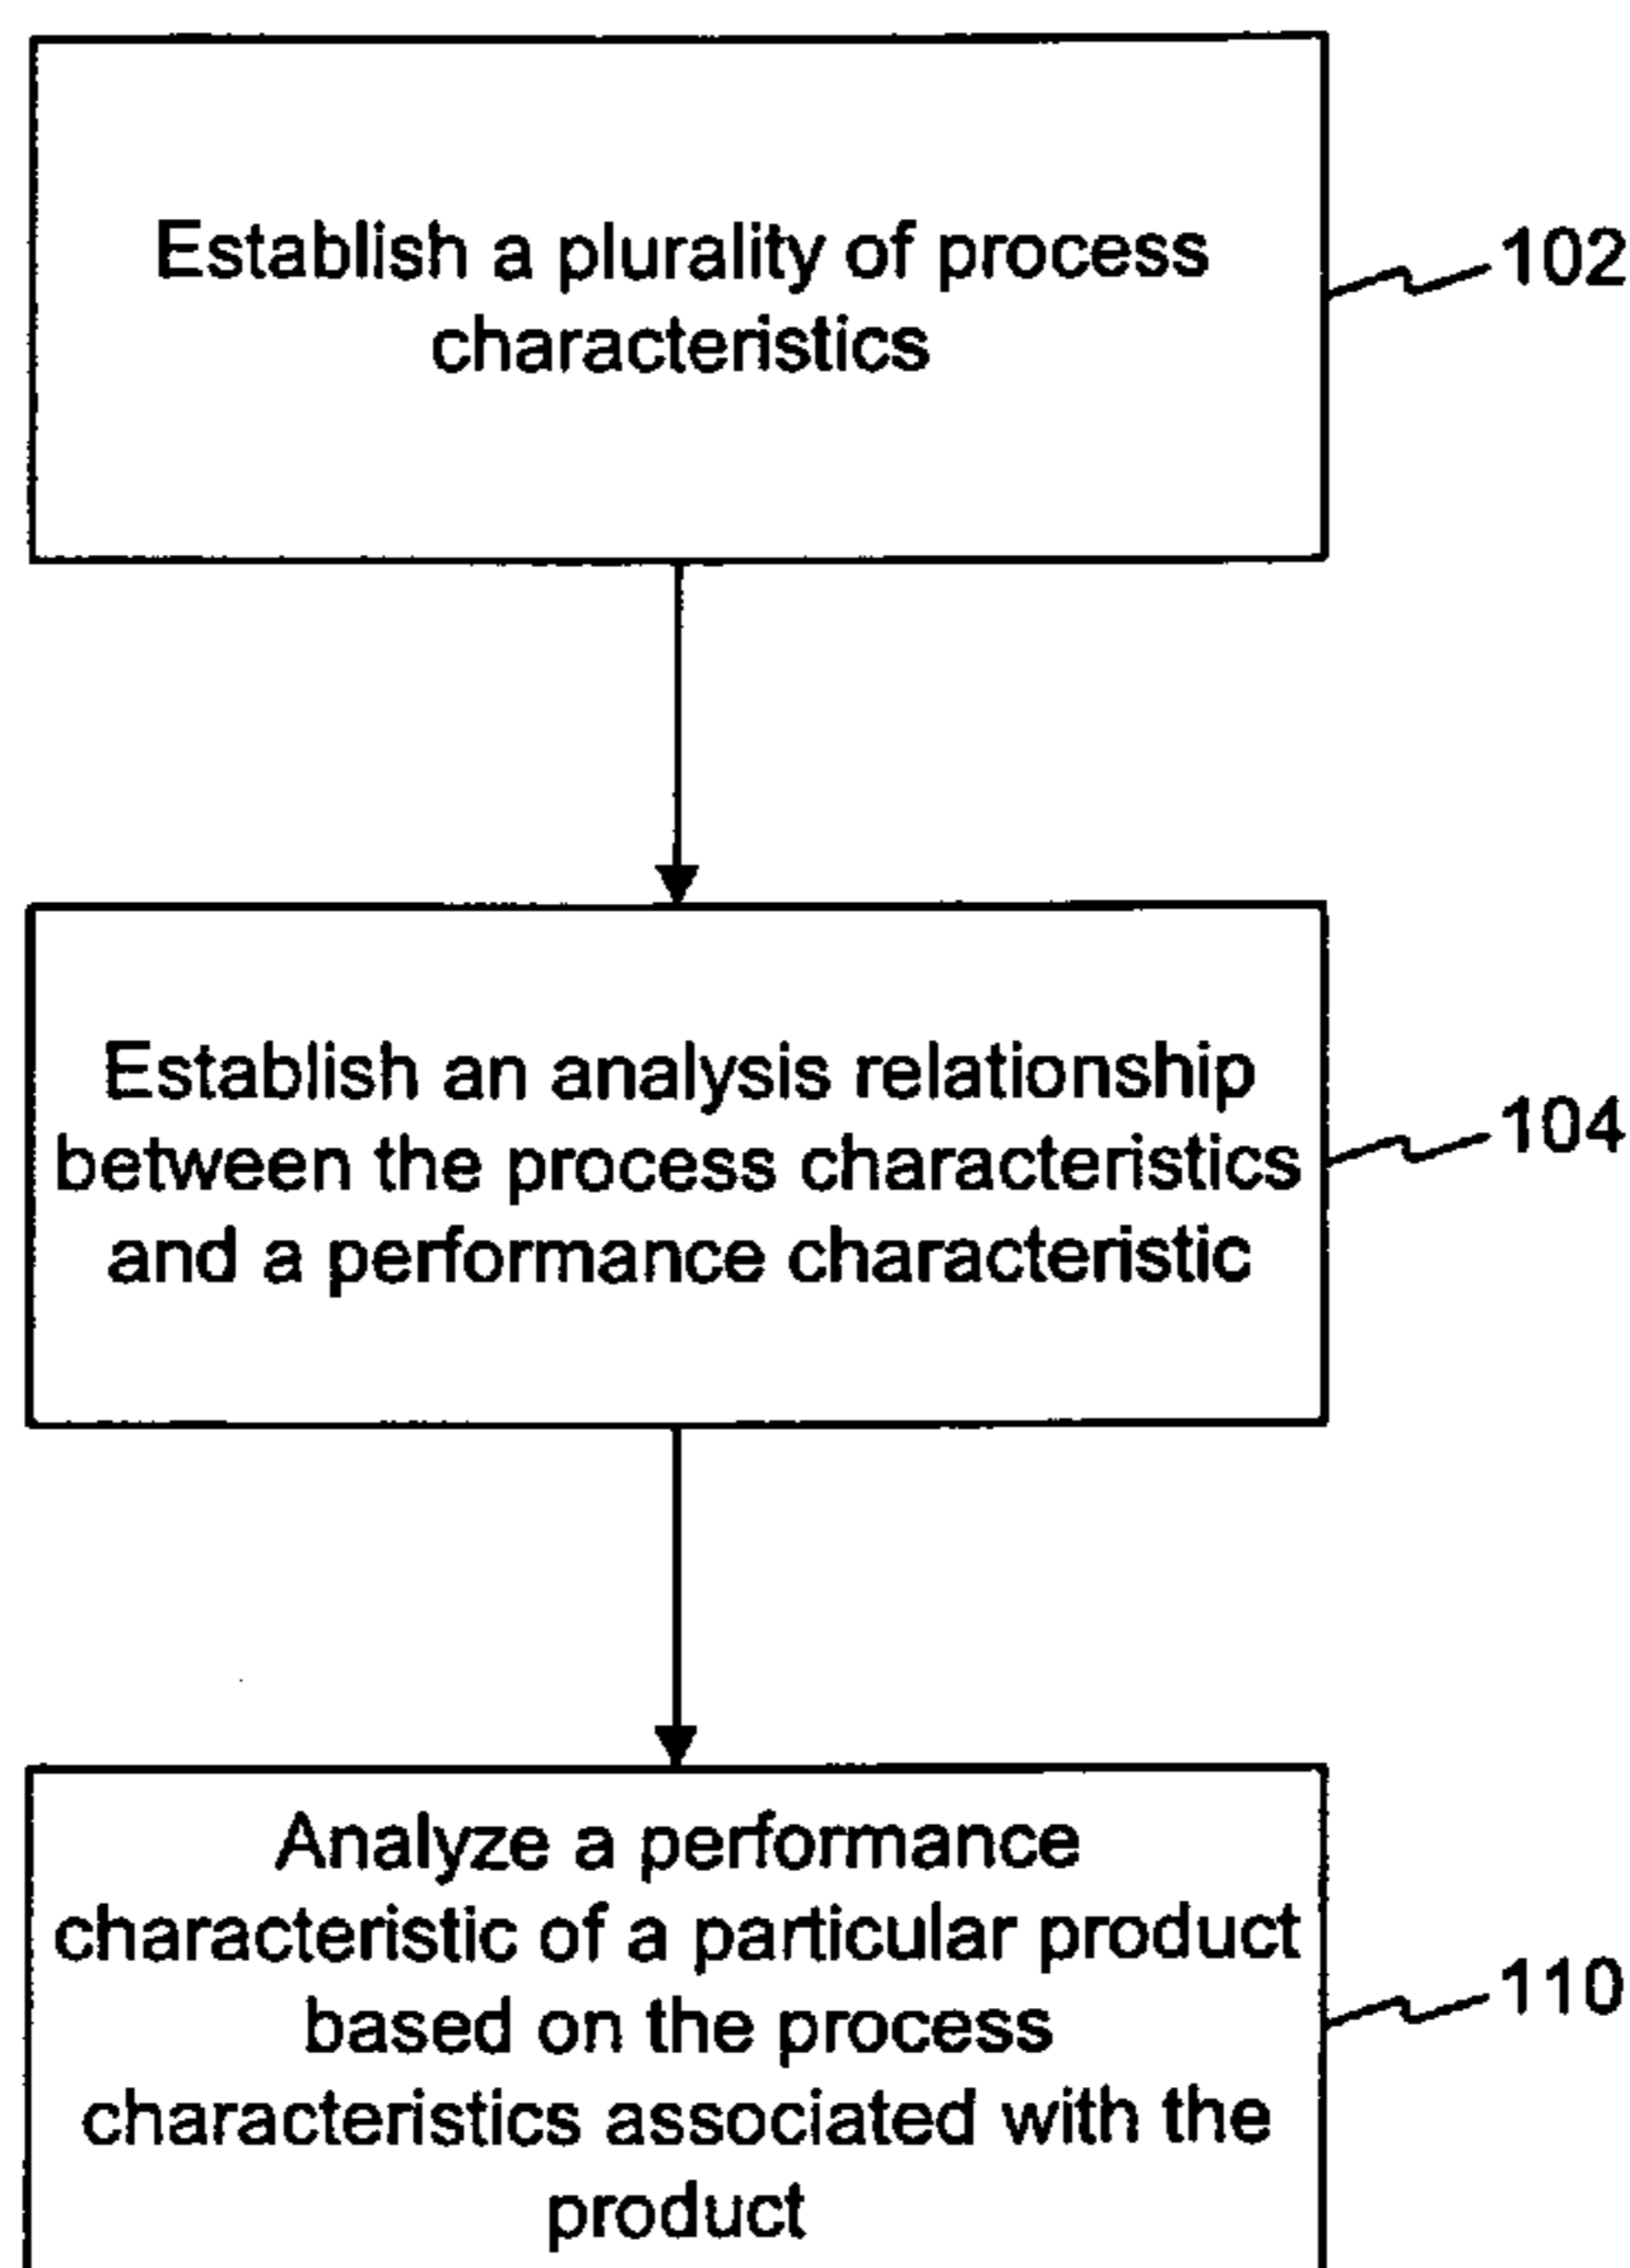 Establish a plurality of process
characteristics
102
Establish an analysis relationship
between the process characteristics
and a performance characteristic
104
Analyze a performance
characteristic of a particular product
based on the process
characteristics associated with the
product
110